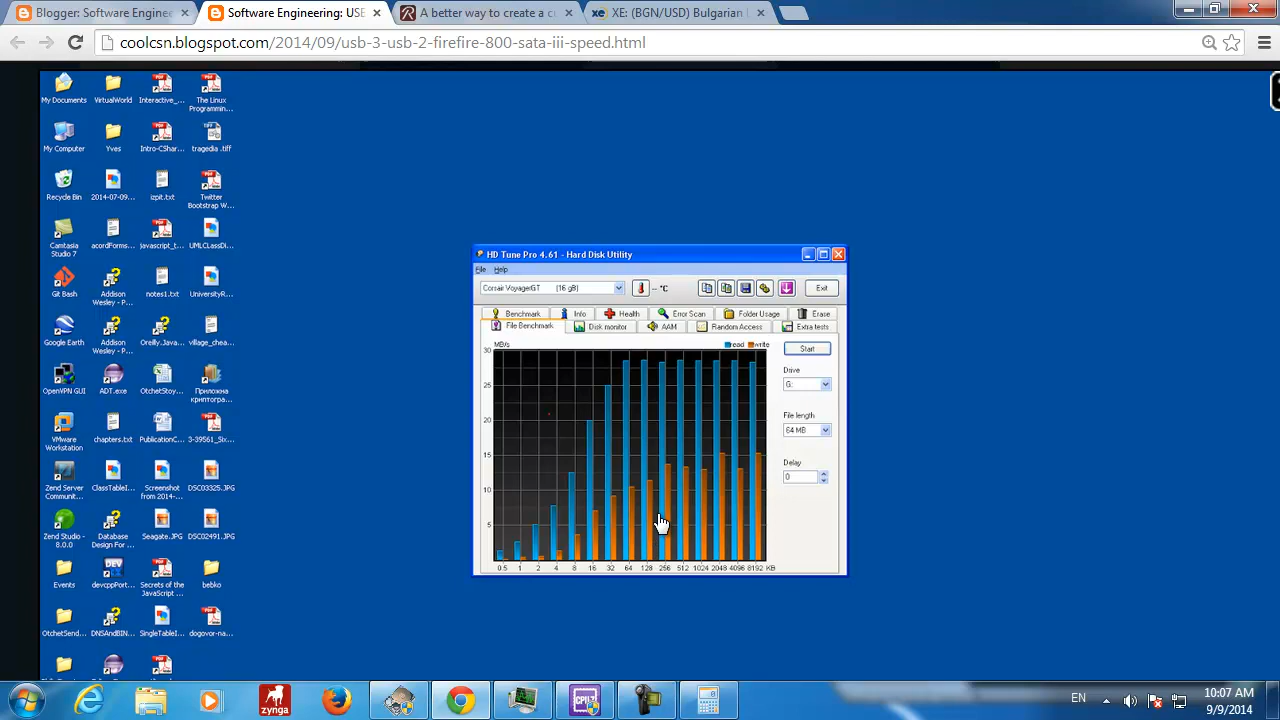 Blogger: Software Enginee
Software Engineering: USE
A better way to create a c
XE: (BGN/USD) Bulgarian L
coolcsn.blogspot.com/2014/09/usb-3-usb-2-firefire-800-sata-iii-speed.html
My Documents
VirtualWorld
Interactive_...
The Linux
Programmin...
My Computer
Yves
Intro-CShar...
tragedia .tiff
Recycle Bin
2014-07-09...
izpit.txt
Twitter
Bootstrap W...
Camtasia
Studio 7
acordForms...
javascript_t...
UMLClassDi...
Git Bash
Addison
Wesley - P...
notes1.txt
UniversityR...
Google Earth
Addison
Wesley - P...
Oreilly.Java...
village_chea...
OpenVPN GUI
ADT.exe
OtchetStoy...
Приложна
криптогра...
VMware
Workstation
chapters.txt
PublicationC...
3-39561_Six...
Zend Server
Communit...
ClassTableI...
Screenshot
from 2014-...
DSC03325.JPG
Zend Studio -
8.0.0
Database
Design For ...
Seagate.JPG
DSC02491.JPG
Events
devcppPort...
Secrets of the
JavaScript ...
bebko
OtchetSend...
DNSAndBIN...
SingleTableI...
dogovor-na...
HD Tune Pro 4.61 - Hard Disk Utility
File Help
Corsair VoyagerGT (16 gB)
– °C
Exit
Benchmark Info Health Error Scan Folder Usage Erase
File Benchmark Disk monitor AAM Random Access Extra tests
MB/s
read write
30
25
20
15
10
5
0.5 1 2 4 8 16 32 64 128 256 512 1024 2048 4096 8192 KB
Start
Drive
G:
File length
64 MB
Delay
0
zynga
CPU-Z
EN
10:07 AM
9/9/2014